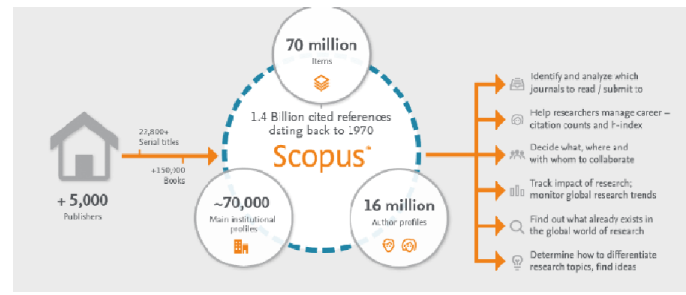 70 million
Items
1.4 Billion cited references
dating back to 1970
Scopus™
+ 5,000
Publishers
Serial titles
+150,000
Books
~70,000
Main institutional
profiles
16 million
Author profiles
Identify and analyze which
journals to read / submit to
Help researchers manage career –
citation counts and h-index
Decide what, where and
with whom to collaborate
Track impact of research;
monitor global research trends
Find out what already exists in
the global world of research
Determine how to differentiate
research topics, find ideas